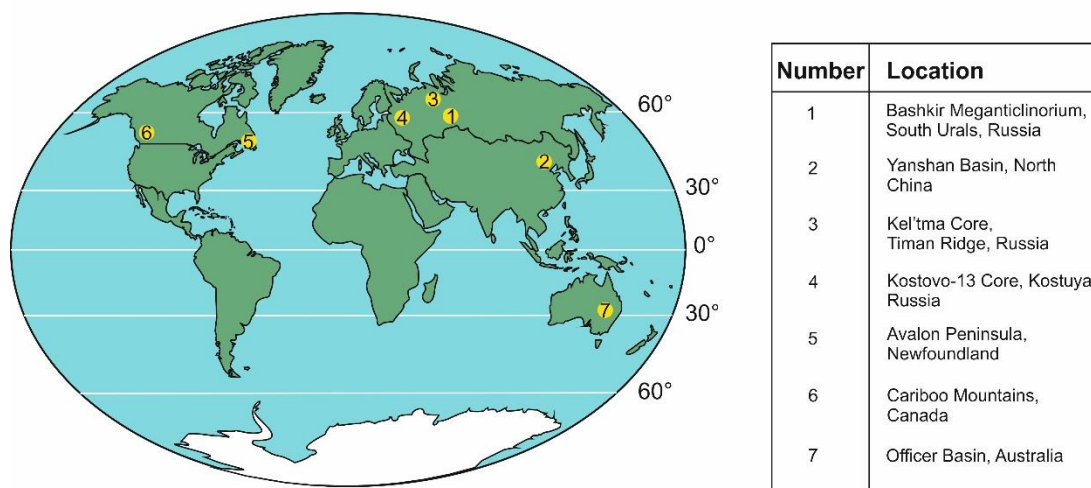 60°
30°
0°
30°
60°
1
2
3
4
5
6
7
Number Location
1 Bashkir Meganticlinorium,
South Urals, Russia
2 Yanshan Basin, North
China
3 Kel'tma Core,
Timan Ridge, Russia
4 Kostovo-13 Core, Kostuya
Russia
5 Avalon Peninsula,
Newfoundland
6 Cariboo Mountains,
Canada
7 Officer Basin, Australia